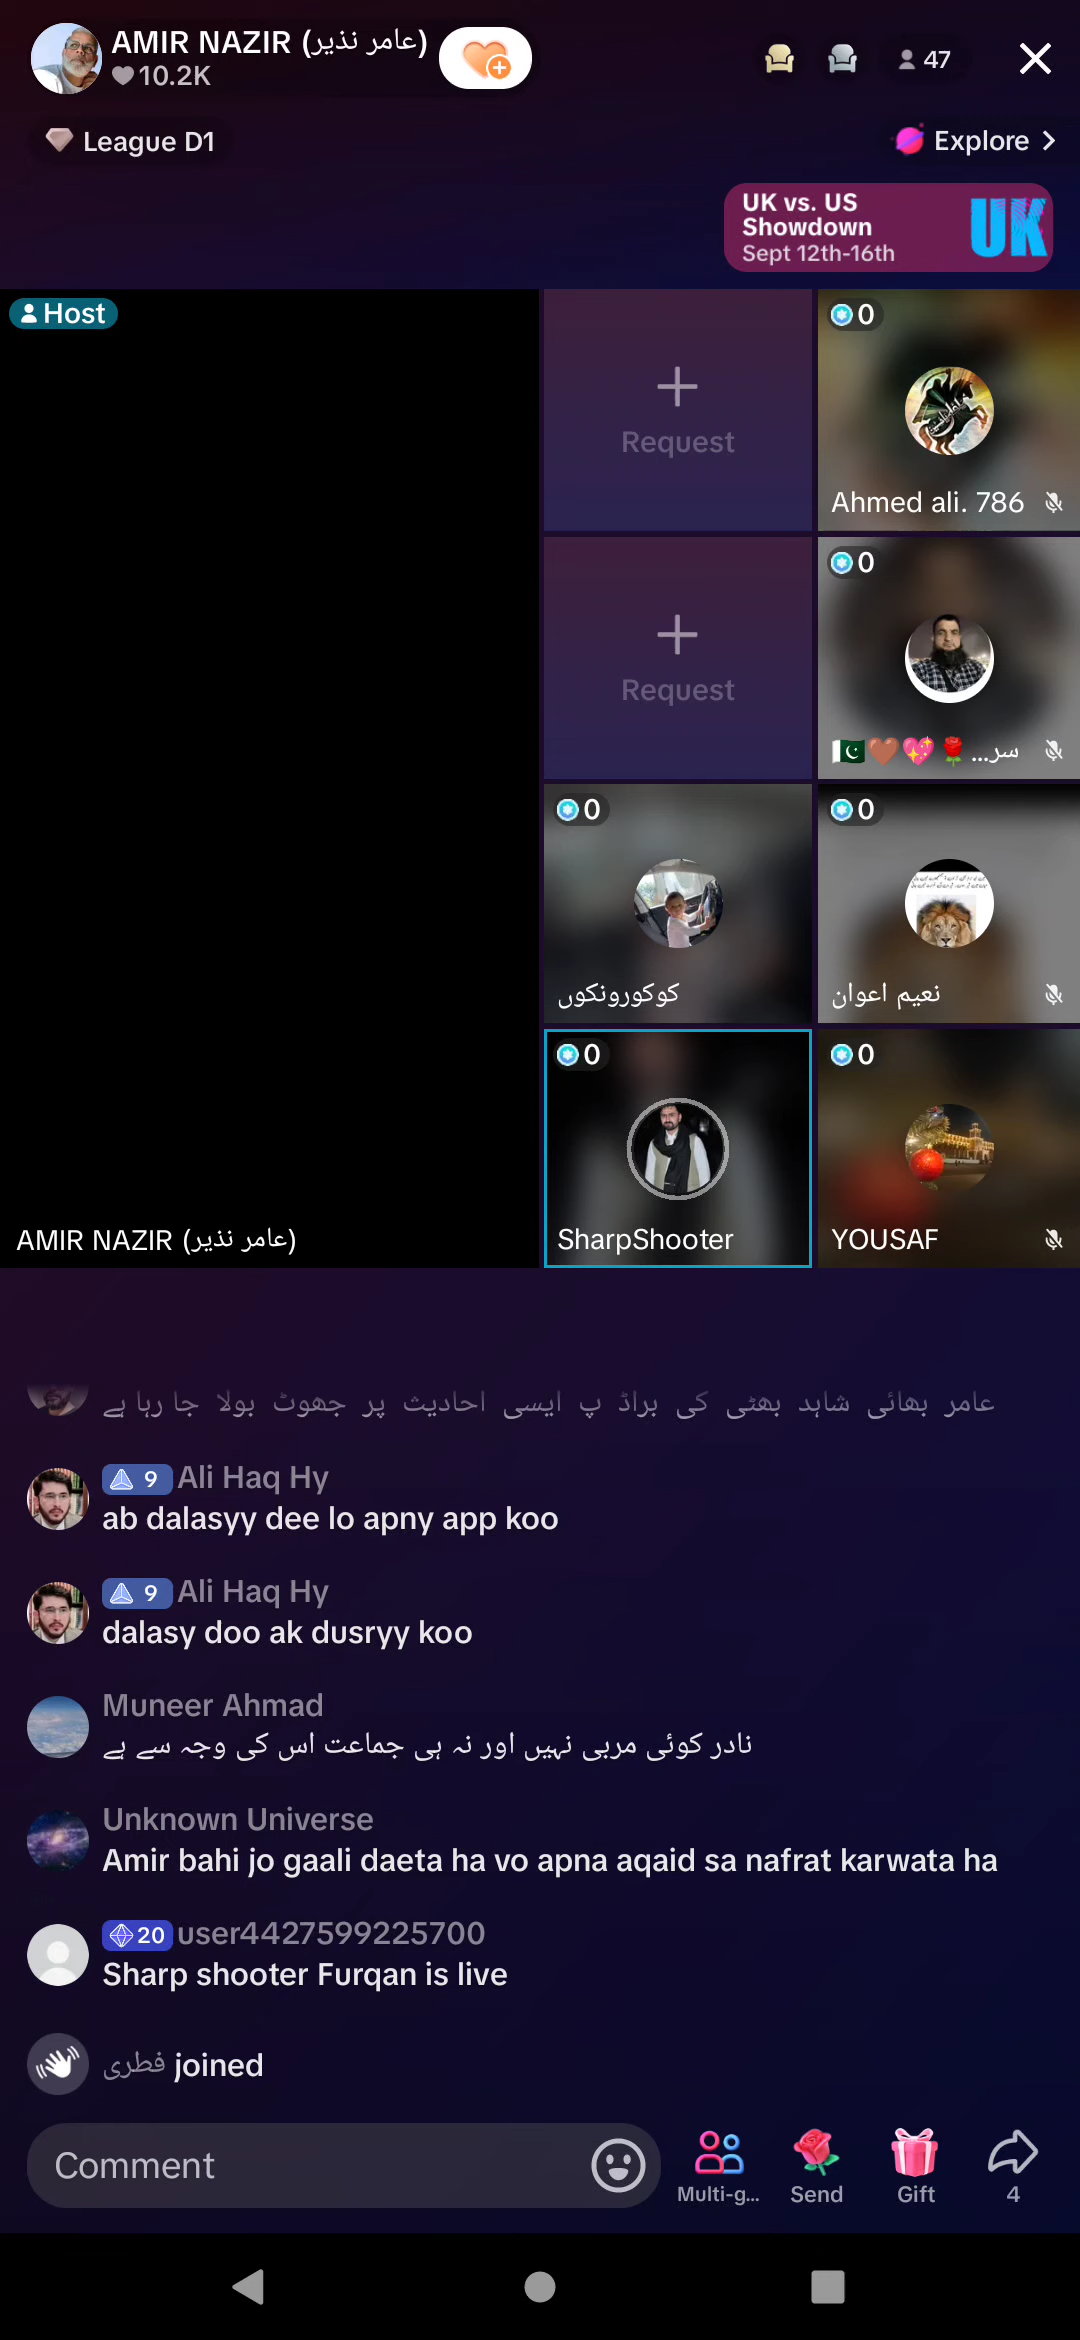 AMIR NAZIR (عامر نذیر)
10.2K
47
League D1
Explore
UK vs. US
Showdown
Sept 12th-16th
UK
Host
Request
0
Ahmed ali. 786
Request
0
🇵🇰🤎💖🌹...سر
0
کوکورونکوں
0
نعیم اعوان
0
SharpShooter
0
YOUSAF
AMIR NAZIR (عامر نذیر)
عامر بھائی شاہد بھٹی کی براڈ پ ایسی احادیث پر جھوٹ بولا جا رہا ہے
9 Ali Haq Hy
ab dalasyy dee lo apny app koo
9 Ali Haq Hy
dalasy doo ak dusryy koo
Muneer Ahmad
نادر کوئی مربی نہیں اور نہ ہی جماعت اس کی وجہ سے ہے
Unknown Universe
Amir bahi jo gaali daeta ha vo apna aqaid sa nafrat karwata ha
20 user4427599225700
Sharp shooter Furqan is live
فطری joined
Comment
Multi-g...
Send
Gift
4